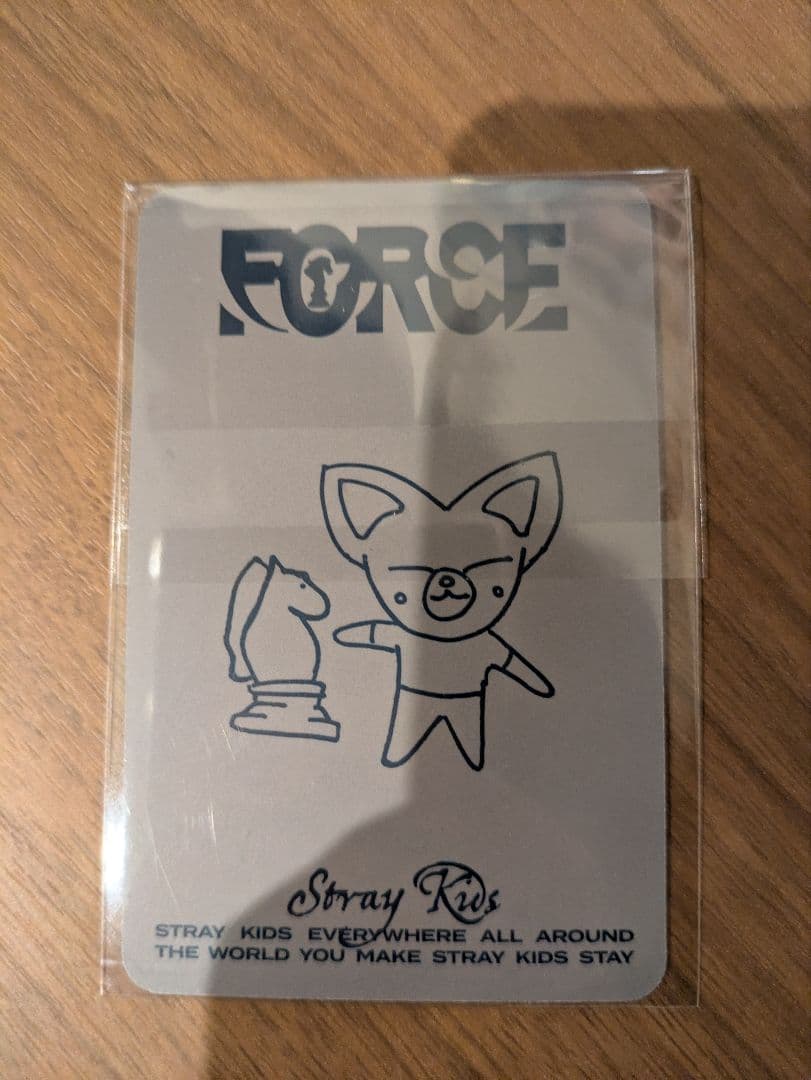 FORCE
Stray Kids
STRAY KIDS EVERYWHERE ALL AROUND
THE WORLD YOU MAKE STRAY KIDS STAY